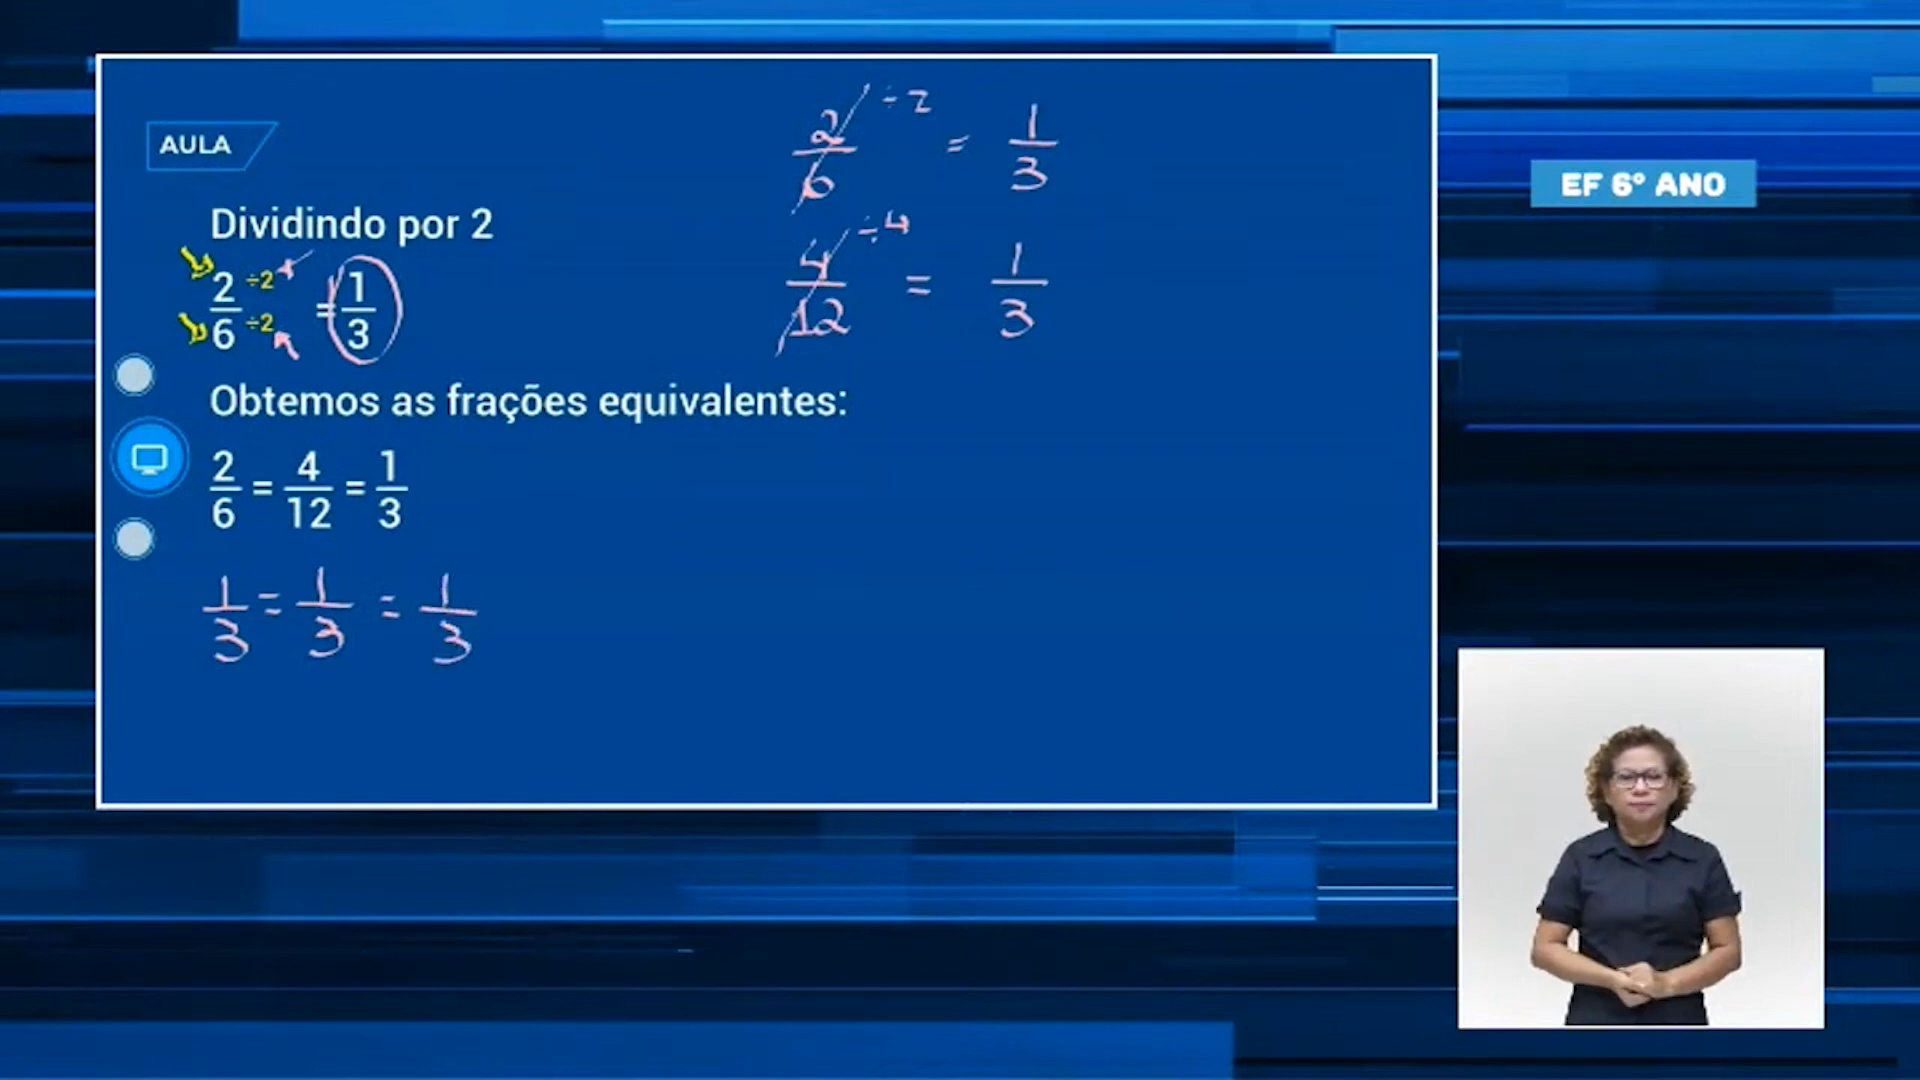 AULA
Dividindo por 2
2/6 ÷2 ÷2 = 1/3
Obtemos as frações equivalentes:
2/6 = 4/12 = 1/3
1/3 = 1/3 = 1/3
2/6 ÷2 = 1/3
4/12 ÷4 = 1/3
EF 6º ANO